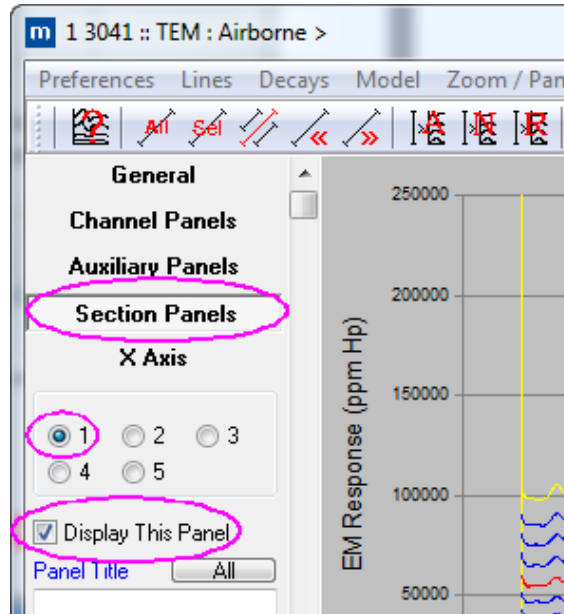 m 1 3041 :: TEM : Airborne >
Preferences Lines Decays Model Zoom / Pan
? All Sel « » A N R
General
Channel Panels
Auxiliary Panels
Section Panels
X Axis
1 2 3
4 5
Display This Panel
Panel Title All
EM Response (ppm Hp)
250000
200000
150000
100000
50000